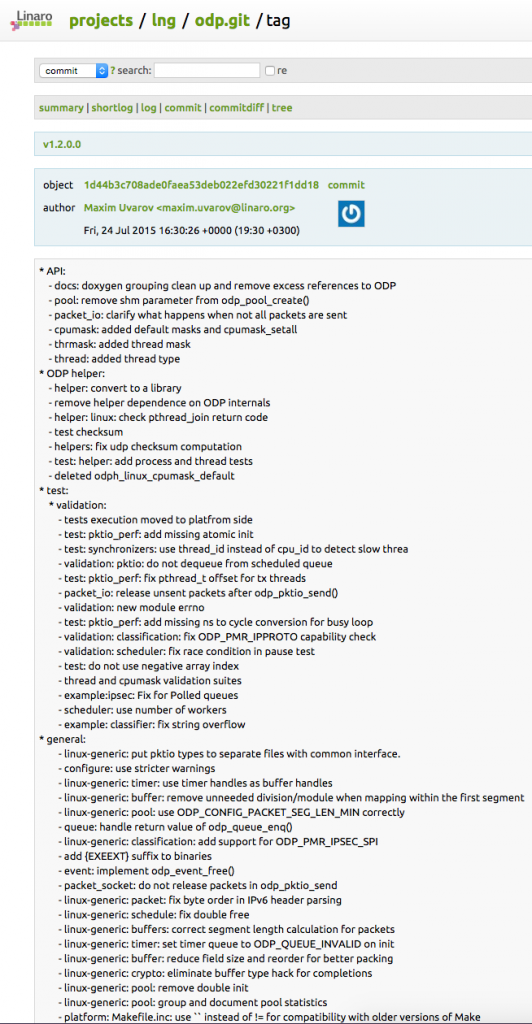 Linaro
projects / lng / odp.git / tag
commit ? search: re
summary | shortlog | log | commit | commitdiff | tree
v1.2.0.0
object 1d44b3c708ade0faea53deb022efd30221f1dd18 commit
author Maxim Uvarov <maxim.uvarov@linaro.org>
Fri, 24 Jul 2015 16:30:26 +0000 (19:30 +0300)
* API:
- docs: doxygen grouping clean up and remove excess references to ODP
- pool: remove shm parameter from odp_pool_create()
- packet_io: clarify what happens when not all packets are sent
- cpumask: added default masks and cpumask_setall
- thrmask: added thread mask
- thread: added thread type
* ODP helper:
- helper: convert to a library
- remove helper dependence on ODP internals
- helper: linux: check pthread_join return code
- test checksum
- helpers: fix udp checksum computation
- test: helper: add process and thread tests
- deleted odph_linux_cpumask_default
* test:
* validation:
- tests execution moved to platfrom side
- test: pktio_perf: add missing atomic init
- test: synchronizers: use thread_id instead of cpu_id to detect slow threa
- validation: pktio: do not dequeue from scheduled queue
- test: pktio_perf: fix pthread_t offset for tx threads
- packet_io: release unsent packets after odp_pktio_send()
- validation: new module errno
- test: pktio_perf: add missing ns to cycle conversion for busy loop
- validation: classification: fix ODP_PMR_IPPROTO capability check
- validation: scheduler: fix race condition in pause test
- test: do not use negative array index
- thread and cpumask validation suites
- example:ipsec: Fix for Polled queues
- scheduler: use number of workers
- example: classifier: fix string overflow
* general:
- linux-generic: put pktio types to separate files with common interface.
- configure: use stricter warnings
- linux-generic: timer: use timer handles as buffer handles
- linux-generic: buffer: remove unneeded division/module when mapping within the first segment
- linux-generic: pool: use ODP_CONFIG_PACKET_SEG_LEN_MIN correctly
- queue: handle return value of odp_queue_enq()
- linux-generic: classification: add support for ODP_PMR_IPSEC_SPI
- add {EXEEXT} suffix to binaries
- event: implement odp_event_free()
- packet_socket: do not release packets in odp_pktio_send
- linux-generic: packet: fix byte order in IPv6 header parsing
- linux-generic: schedule: fix double free
- linux-generic: buffers: correct segment length calculation for packets
- linux-generic: timer: set timer queue to ODP_QUEUE_INVALID on init
- linux-generic: buffer: reduce field size and reorder for better packing
- linux-generic: crypto: eliminate buffer type hack for completions
- linux-generic: pool: remove double init
- linux-generic: pool: group and document pool statistics
- platform: Makefile.inc: use `` instead of != for compatibility with older versions of Make